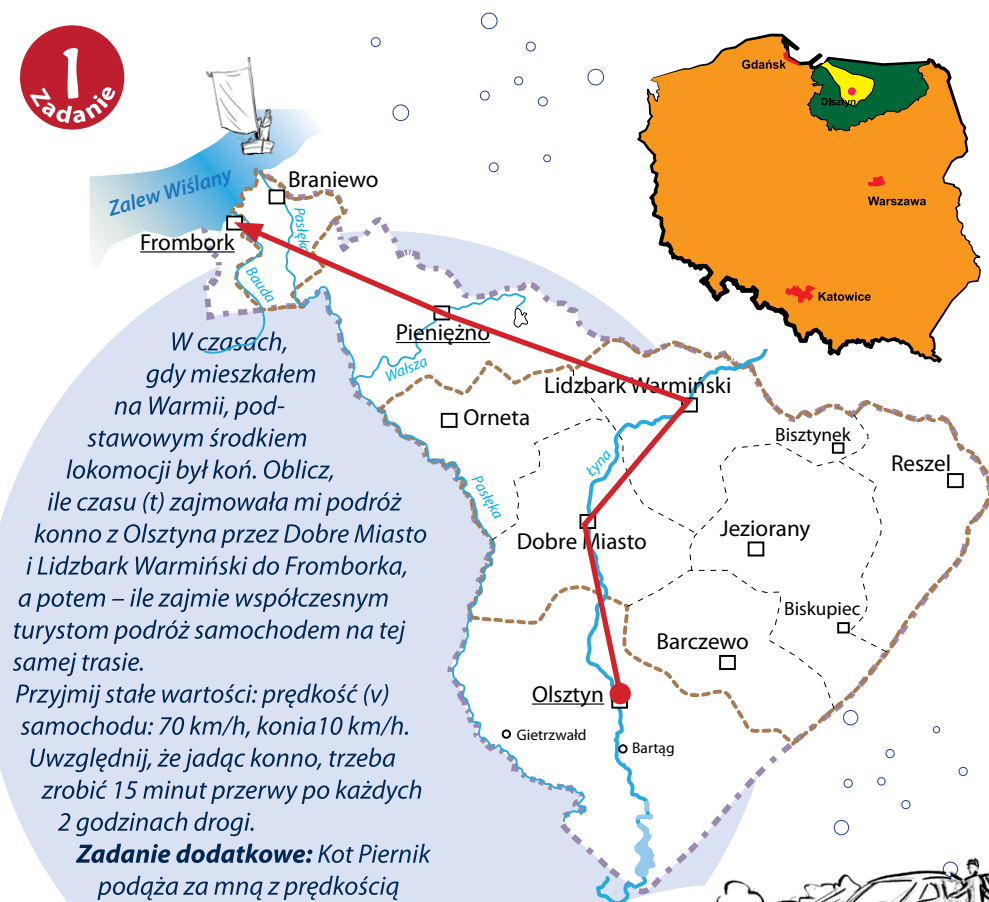 1
Zadanie
Gdańsk
Olsztyn
Warszawa
Katowice
Zalew Wiślany
Braniewo
Frombork
Pasłęka
Bauda
Pieniężno
Wałsza
Lidzbark Warmiński
Orneta
Bisztynek
Reszel
Łyna
Pasłęka
Dobre Miasto
Jeziorany
Biskupiec
Barczewo
Olsztyn
Gietrzwałd
Bartąg
W czasach,
gdy mieszkałem
na Warmii, pod-
stawowym środkiem
lokomocji był koń. Oblicz,
ile czasu (t) zajmowała mi podróż
konno z Olsztyna przez Dobre Miasto
i Lidzbark Warmiński do Fromborka,
a potem – ile zajmie współczesnym
turystom podróż samochodem na tej
samej trasie.
Przyjmij stałe wartości: prędkość (v)
samochodu: 70 km/h, konia10 km/h.
Uwzględnij, że jadąc konno, trzeba
zrobić 15 minut przerwy po każdych
2 godzinach drogi.
Zadanie dodatkowe: Kot Piernik
podąża za mną z prędkością